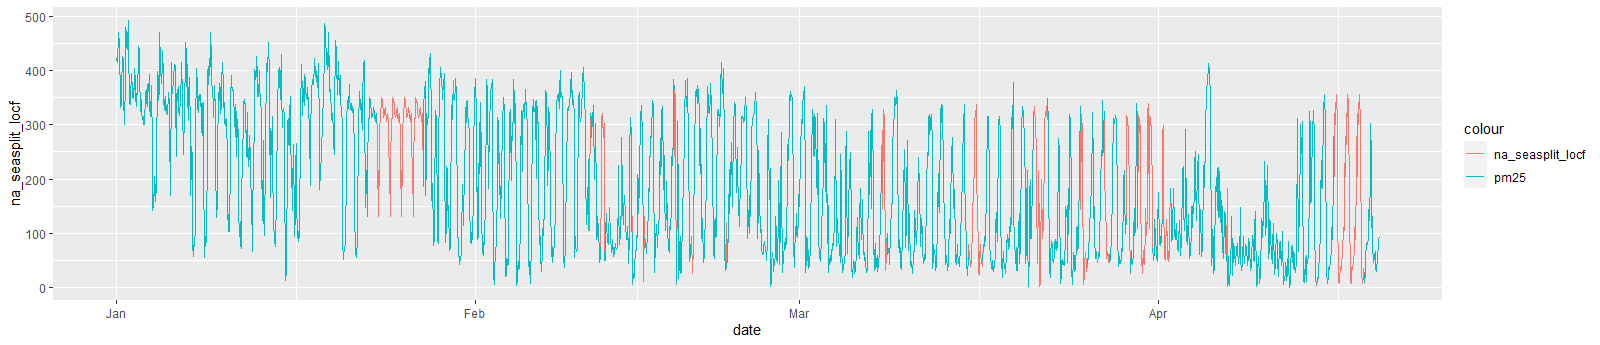 500
400
300
200
100
0
na_seasplit_locf
Jan
Feb
Mar
Apr
date
colour
na_seasplit_locf
pm25